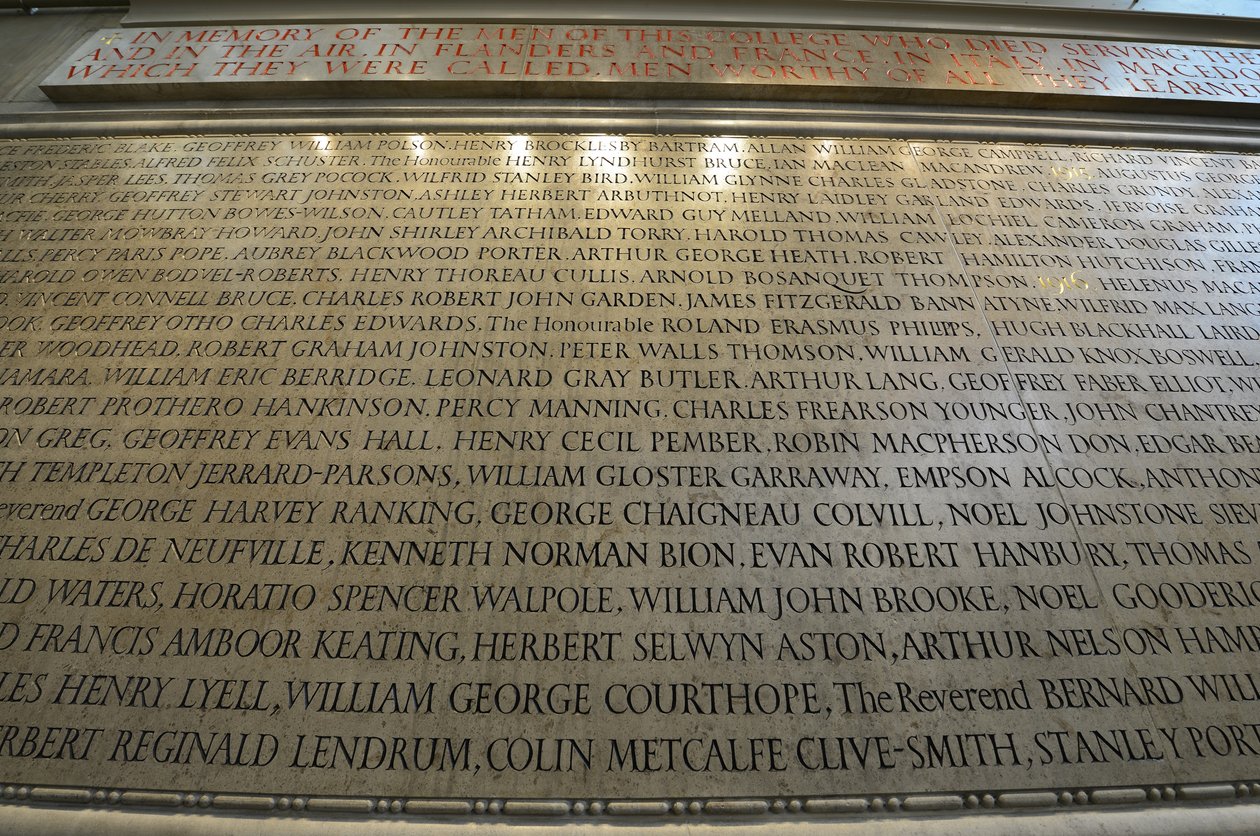 IN MEMORY OF THE MEN OF THIS COLLEGE WHO DIED SERVING
AND IN THE AIR, IN FLANDERS AND FRANCE, IN ITALY, IN
WHICH THEY WERE CALLED. MEN WORTHY OF ALL THEY
FREDERIC BLAKE, GEOFFREY WILLIAM POLSON, HENRY BROCKLESBY BARTRAM, ALLAN WILLIAM GEORGE CAMPBELL, RICHARD VINCENT
STABLES, ALFRED FELIX SCHUSTER, The Honourable HENRY LYNDHURST BRUCE, IAN MACLEAN MACANDREW, 1915, AUGUSTUS
SMITH, JASPER LEES, THOMAS GREY POCOCK, WILFRID STANLEY BIRD, WILLIAM GLYNNE CHARLES GLADSTONE, CHARLES GRUNDY
CHERRY, GEOFFREY STEWART JOHNSTON, ASHLEY HERBERT ARBUTHNOT, HENRY LAIDLEY GARLAND EDWARDS, JERVOISE
GEORGE HUTTON BOWES-WILSON, CAUTLEY TATHAM, EDWARD GUY MELLAND, WILLIAM LOCHIEL CAMERON GRAHAM
WALTER MOWBRAY HOWARD, JOHN SHIRLEY ARCHIBALD TORRY, HAROLD THOMAS CAWLEY, ALEXANDER DOUGLAS
PERCY PARIS POPE, AUBREY BLACKWOOD PORTER, ARTHUR GEORGE HEATH, ROBERT HAMILTON HUTCHISON,
HAROLD OWEN BODVEL-ROBERTS, HENRY THOREAU CULLIS, ARNOLD BOSANQUET THOMPSON, 1916, HELENUS
VINCENT CONNELL BRUCE, CHARLES ROBERT JOHN GARDEN, JAMES FITZGERALD BANNATYNE, WILFRID MAX
GEOFFREY OTHO CHARLES EDWARDS, The Honourable ROLAND ERASMUS PHILIPPS, HUGH BLACKHALL LAIRD
WOODHEAD, ROBERT GRAHAM JOHNSTON, PETER WALLS THOMSON, WILLIAM GERALD KNOX BOSWELL,
WILLIAM ERIC BERRIDGE, LEONARD GRAY BUTLER, ARTHUR LANG, GEOFFREY FABER ELLIOT,
ROBERT PROTHERO HANKINSON, PERCY MANNING, CHARLES FREARSON YOUNGER, JOHN
GREG, GEOFFREY EVANS HALL, HENRY CECIL PEMBER, ROBIN MACPHERSON DON, EDGAR
TEMPLETON JERRARD-PARSONS, WILLIAM GLOSTER GARRAWAY, EMPSON ALCOCK, ANTHONY
Reverend GEORGE HARVEY RANKING, GEORGE CHAIGNEAU COLVILL, NOEL JOHNSTONE
CHARLES DE NEUFVILLE, KENNETH NORMAN BION, EVAN ROBERT HANBURY, THOMAS
WATERS, HORATIO SPENCER WALPOLE, WILLIAM JOHN BROOKE, NOEL
FRANCIS AMBOOR KEATING, HERBERT SELWYN ASTON, ARTHUR NELSON
HENRY LYELL, WILLIAM GEORGE COURTHOPE, The Reverend BERNARD
HERBERT REGINALD LENDRUM, COLIN METCALFE CLIVE-SMITH, STANLEY